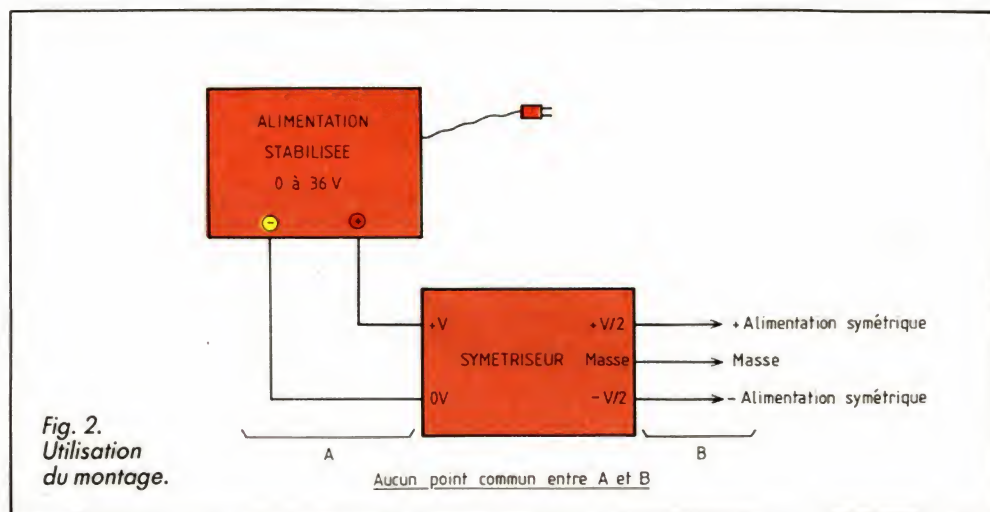 ALIMENTATION
STABILISEE
0 à 36 V
- +
+V +V/2 + Alimentation symétrique
SYMETRISEUR Masse Masse
0V - V/2 - Alimentation symétrique
Fig. 2.
Utilisation
du montage.
A B
Aucun point commun entre A et B